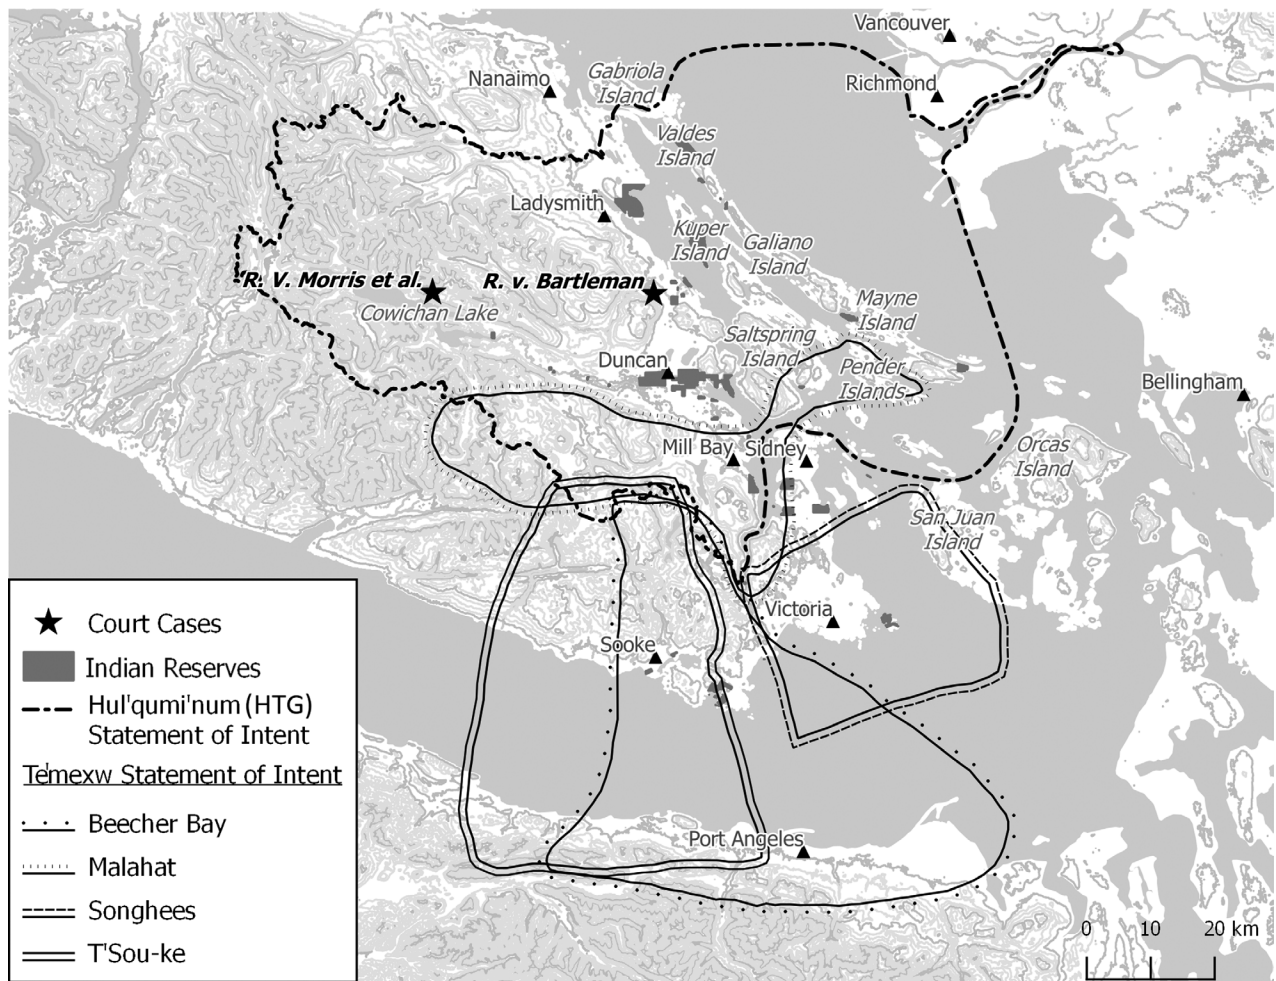 Vancouver
Nanaimo
Gabriola
Island
Richmond
Valdes
Island
Ladysmith
Kuper
Island
Galiano
Island
R. V. Morris et al.
R. v. Bartleman
Cowichan Lake
Mayne
Island
Saltspring
Island
Duncan
Pender
Islands
Bellingham
Mill Bay
Sidney
Orcas
Island
San Juan
Island
Victoria
Sooke
Port Angeles
Court Cases
Indian Reserves
Hul'qumi'num (HTG)
Statement of Intent
Te'mexw Statement of Intent
Beecher Bay
Malahat
Songhees
T'Sou-ke
0 10 20 km